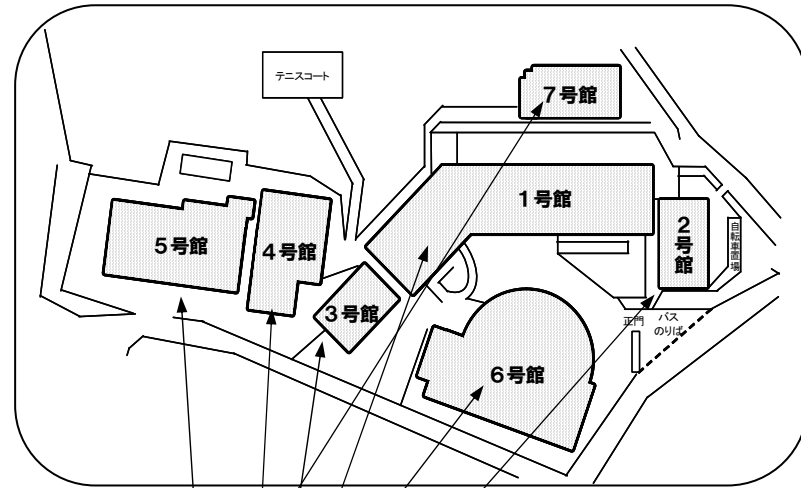 テニスコート
7号館
1号館
2号館
自転車置場
5号館
4号館
3号館
6号館
正門
バス
のりば